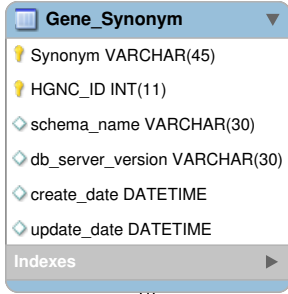 Gene_Synonym
Synonym VARCHAR(45)
HGNC_ID INT(11)
schema_name VARCHAR(30)
db_server_version VARCHAR(30)
create_date DATETIME
update_date DATETIME
Indexes
...